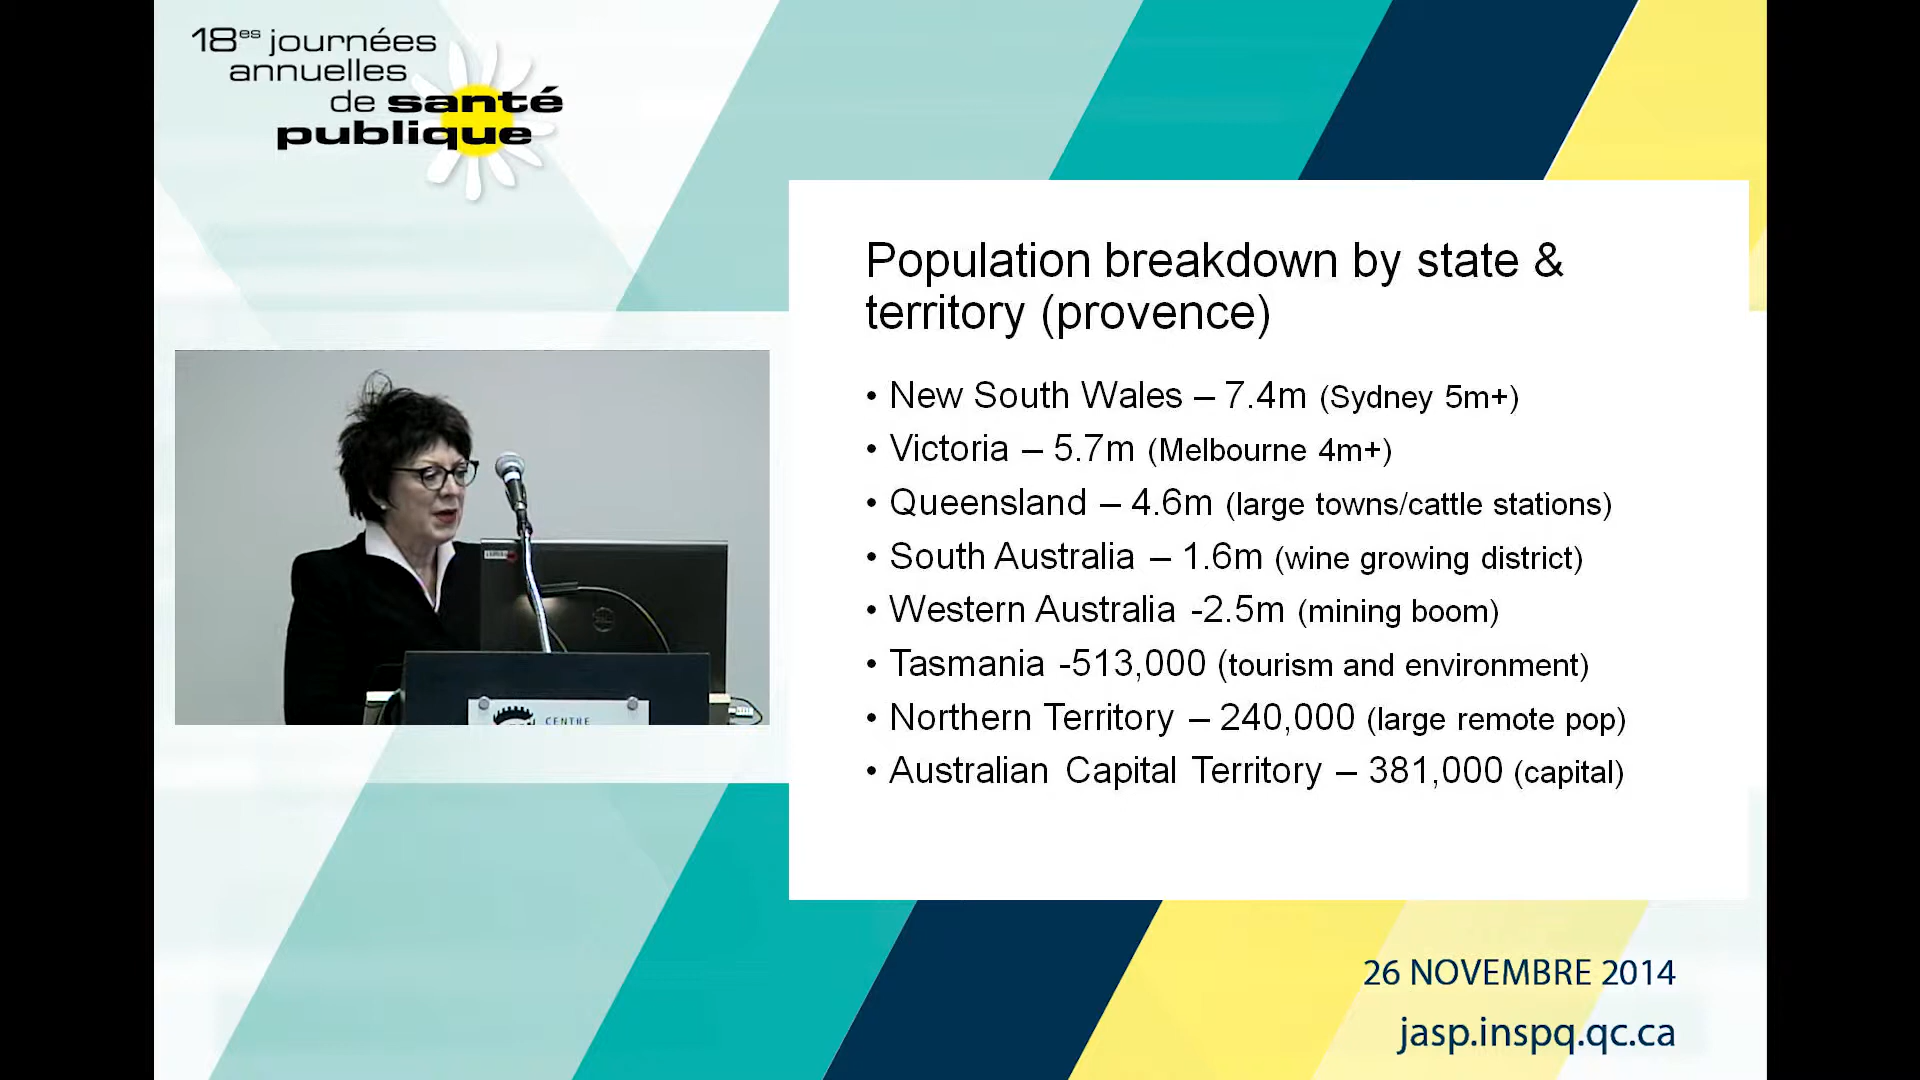 18es journées
annuelles
de santé
publique
Population breakdown by state &
territory (provence)
• New South Wales – 7.4m (Sydney 5m+)
• Victoria – 5.7m (Melbourne 4m+)
• Queensland – 4.6m (large towns/cattle stations)
• South Australia – 1.6m (wine growing district)
• Western Australia -2.5m (mining boom)
• Tasmania -513,000 (tourism and environment)
• Northern Territory – 240,000 (large remote pop)
• Australian Capital Territory – 381,000 (capital)
CENTRE
26 NOVEMBRE 2014
jasp.inspq.qc.ca